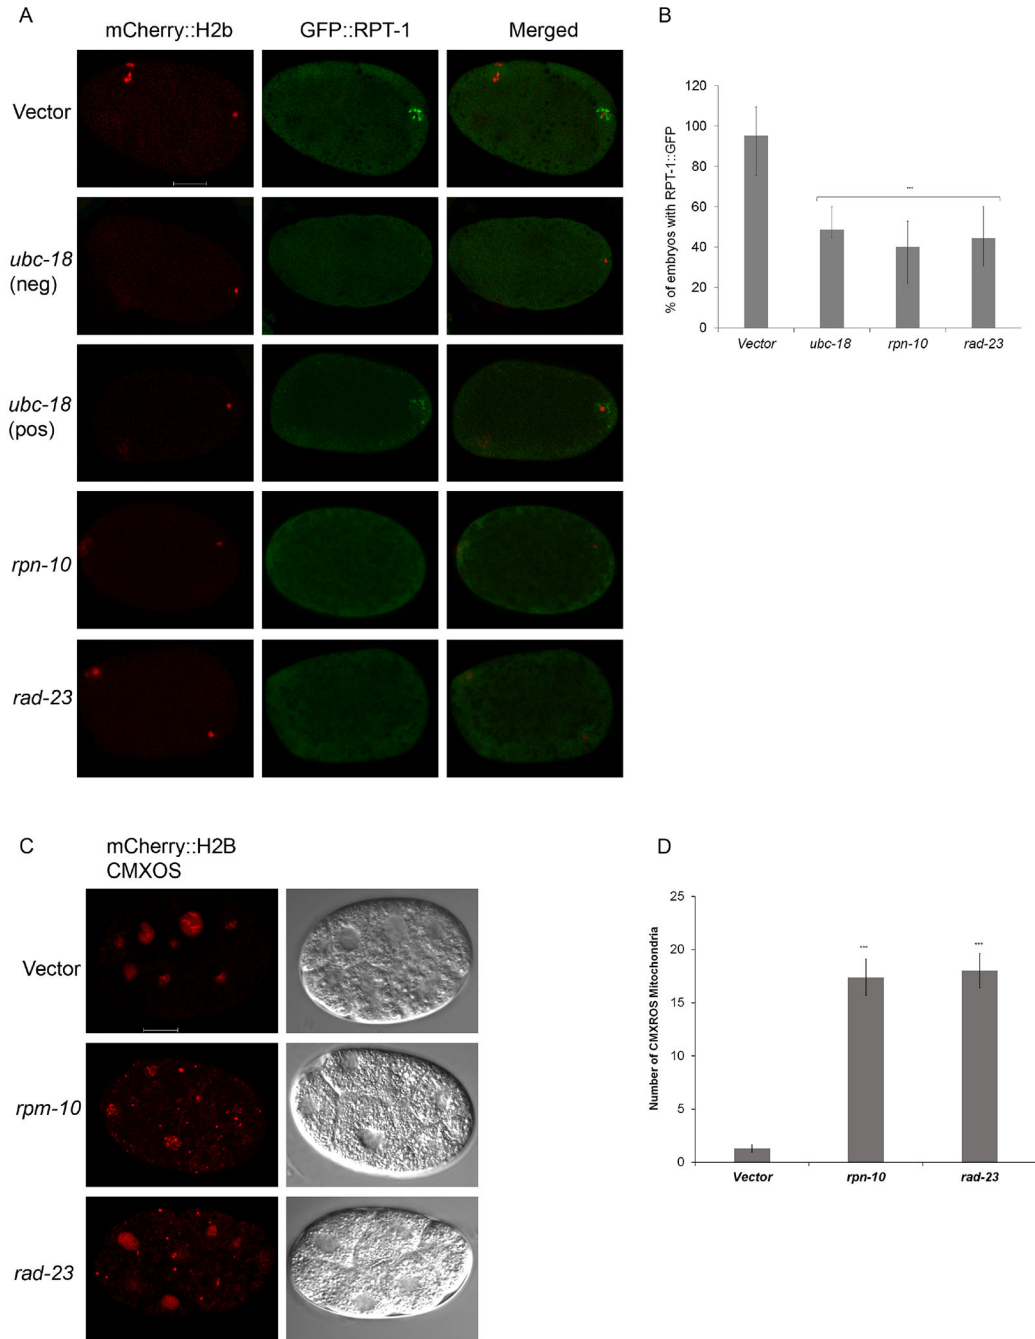 A
mCherry::H2b
GFP::RPT-1
Merged
Vector
ubc-18
(neg)
ubc-18
(pos)
rpn-10
rad-23
B
% of embryos with RPT-1::GFP
120
100
80
60
40
20
0
***
Vector
ubc-18
rpn-10
rad-23
C
mCherry::H2B
CMXOS
Vector
rpm-10
rad-23
D
Number of CMXROS Mitochondria
25
20
15
10
5
0
***
***
Vector
rpn-10
rad-23